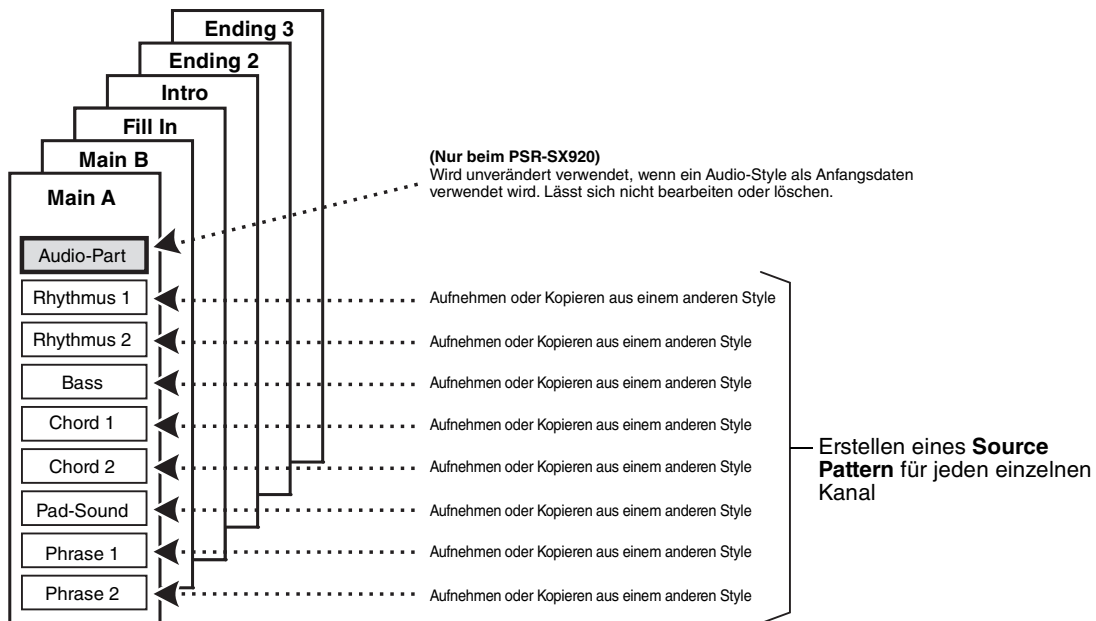 Ending 3
Ending 2
Intro
Fill In
Main B
Main A
(Nur beim PSR-SX920)
Wird unverändert verwendet, wenn ein Audio-Style als Anfangsdaten
verwendet wird. Lässt sich nicht bearbeiten oder löschen.
Audio-Part
Rhythmus 1
Aufnehmen oder Kopieren aus einem anderen Style
Rhythmus 2
Aufnehmen oder Kopieren aus einem anderen Style
Bass
Aufnehmen oder Kopieren aus einem anderen Style
Chord 1
Aufnehmen oder Kopieren aus einem anderen Style
Chord 2
Aufnehmen oder Kopieren aus einem anderen Style
Pad-Sound
Aufnehmen oder Kopieren aus einem anderen Style
Phrase 1
Aufnehmen oder Kopieren aus einem anderen Style
Phrase 2
Aufnehmen oder Kopieren aus einem anderen Style
Erstellen eines Source
Pattern für jeden einzelnen
Kanal